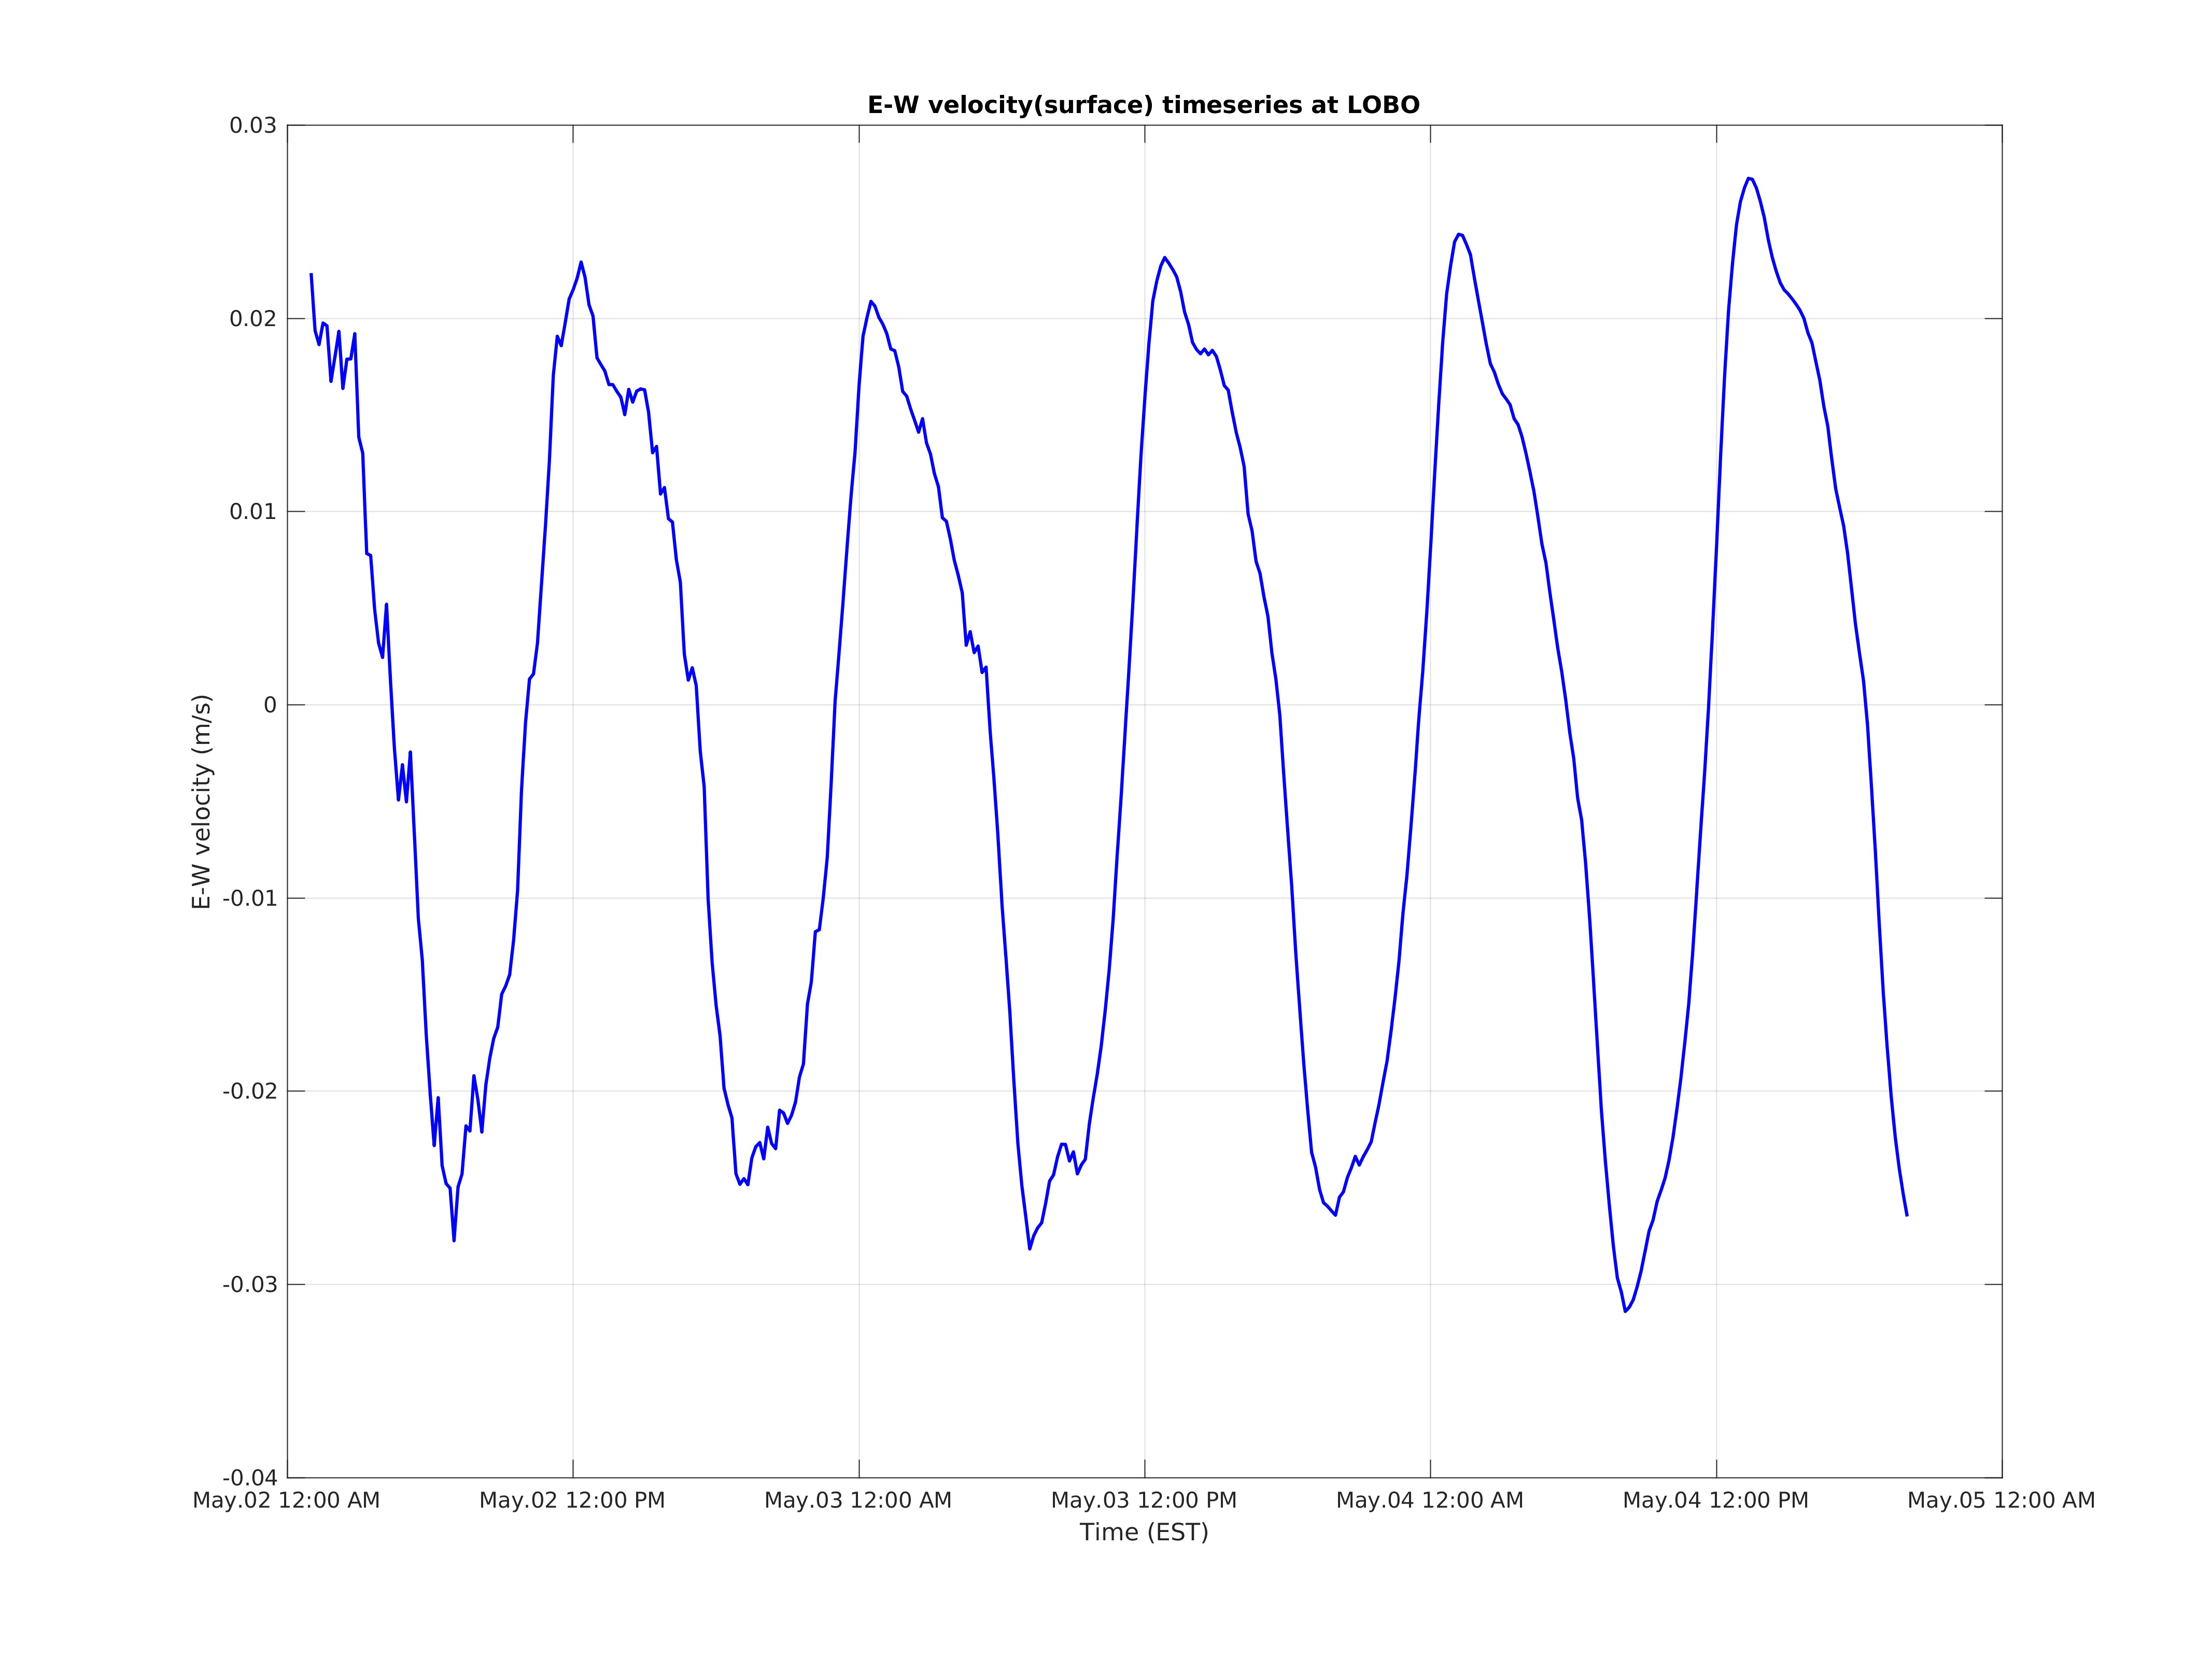 E-W velocity(surface) timeseries at LOBO
0.03
0.02
0.01
0
-0.01
-0.02
-0.03
-0.04
E-W velocity (m/s)
May.02 12:00 AM
May.02 12:00 PM
May.03 12:00 AM
May.03 12:00 PM
May.04 12:00 AM
May.04 12:00 PM
May.05 12:00 AM
Time (EST)